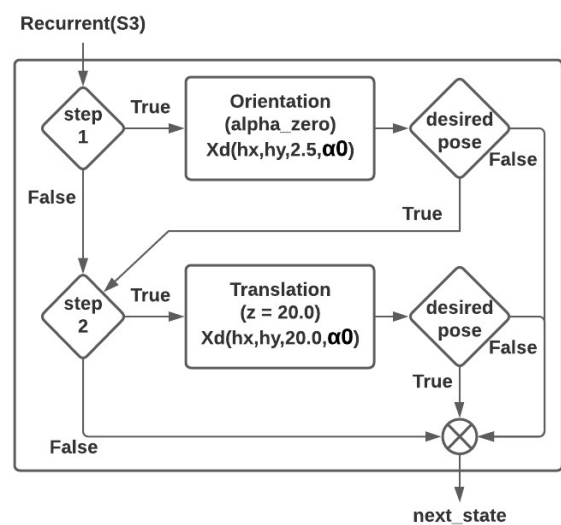 Recurrent(S3)
step
1
True
Orientation
(alpha_zero)
Xd(hx,hy,2.5,α0)
desired
pose
False
False
True
step
2
True
Translation
(z = 20.0)
Xd(hx,hy,20.0,α0)
desired
pose
False
True
False
next_state